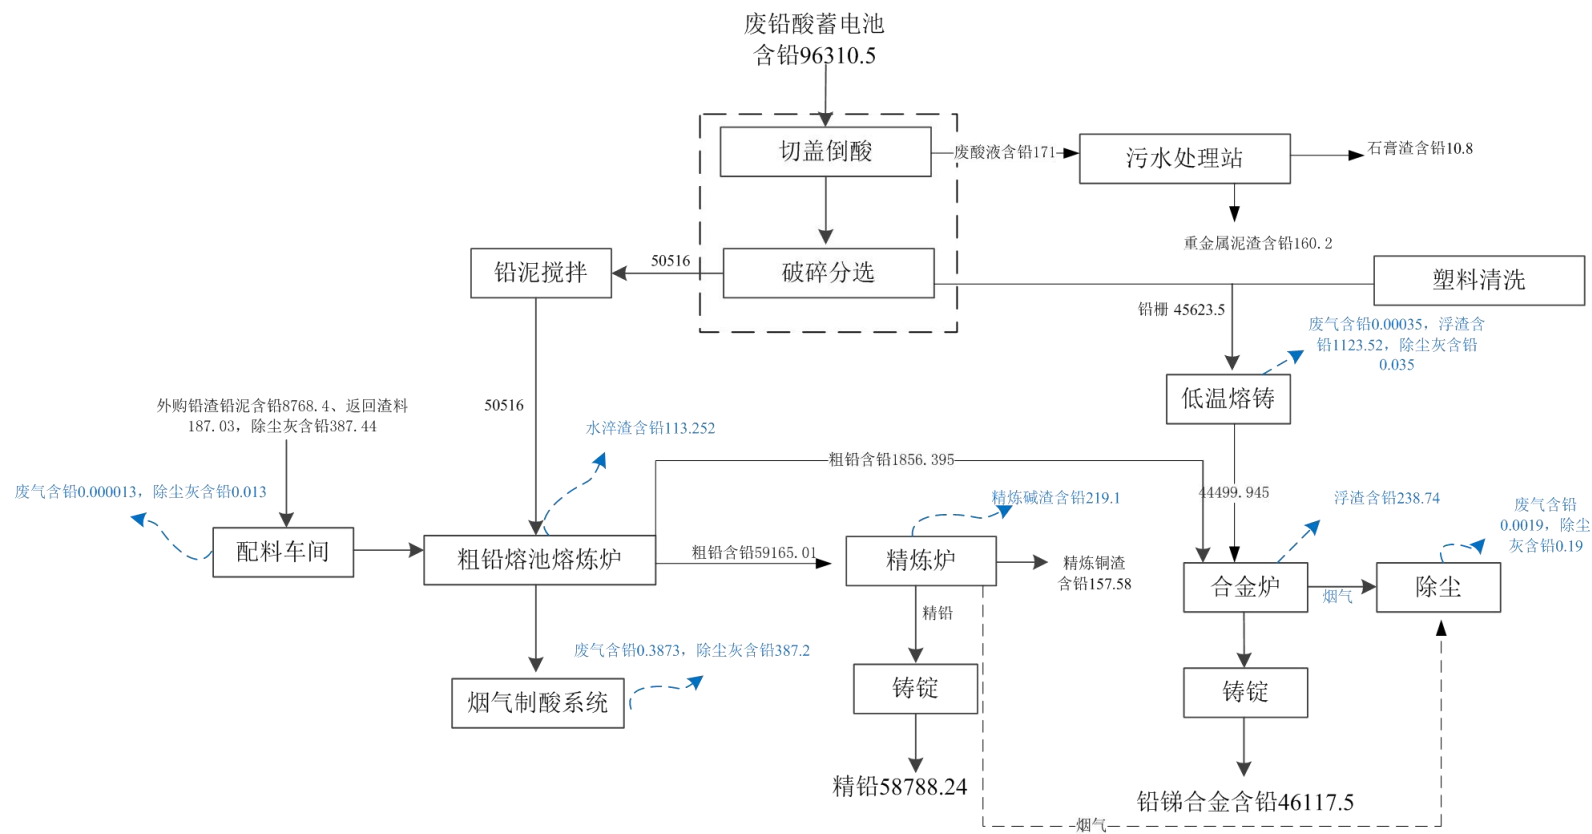 废铅酸蓄电池
含铅96310.5
切盖倒酸
废酸液含铅171
污水处理站
石膏渣含铅10.8
重金属泥渣含铅160.2
铅泥搅拌
50516
破碎分选
塑料清洗
铅栅 45623.5
废气含铅0.00035，浮渣含
铅1123.52，除尘灰含铅
0.035
低温熔铸
外购铅渣铅泥含铅8768.4、返回渣料
187.03，除尘灰含铅387.44
50516
水淬渣含铅113.252
粗铅含铅1856.395
44499.945
废气含铅0.000013，除尘灰含铅0.013
精炼碱渣含铅219.1
浮渣含铅238.74
废气含铅
0.0019，除尘
灰含铅0.19
配料车间
粗铅熔池熔炼炉
粗铅含铅59165.01
精炼炉
精炼铜渣
含铅157.58
合金炉
烟气
除尘
精铅
废气含铅0.3873，除尘灰含铅387.2
烟气制酸系统
铸锭
铸锭
精铅58788.24
铅锑合金含铅46117.5
烟气